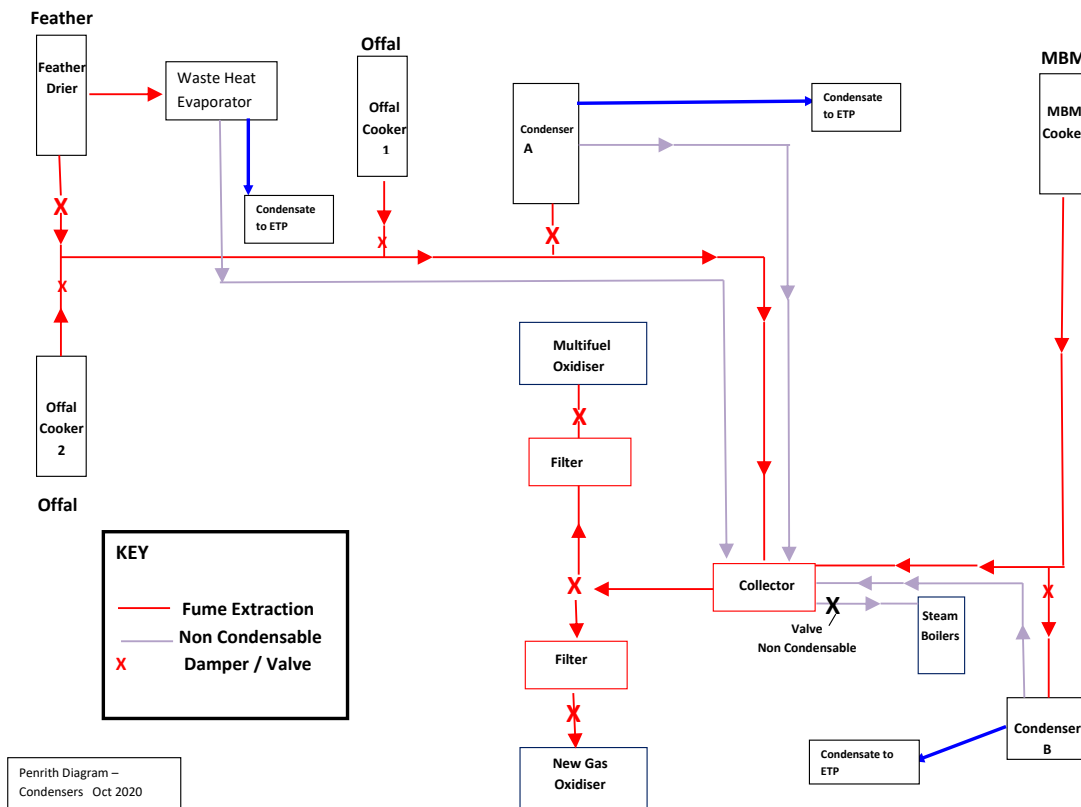 Feather
Feather
Drier
Waste Heat
Evaporator
Offal
Offal
Cooker
1
Condenser
A
Condensate
to ETP
MBM
MBM
Cooke
Condensate
to ETP
X
X
X
X
Offal
Cooker
2
Offal
Multifuel
Oxidiser
X
Filter
X
Collector
X
X
Valve
Non Condensable
Steam
Boilers
Filter
X
New Gas
Oxidiser
Condenser
B
Condensate to
ETP
KEY
Fume Extraction
Non Condensable
X Damper / Valve
Penrith Diagram –
Condensers Oct 2020